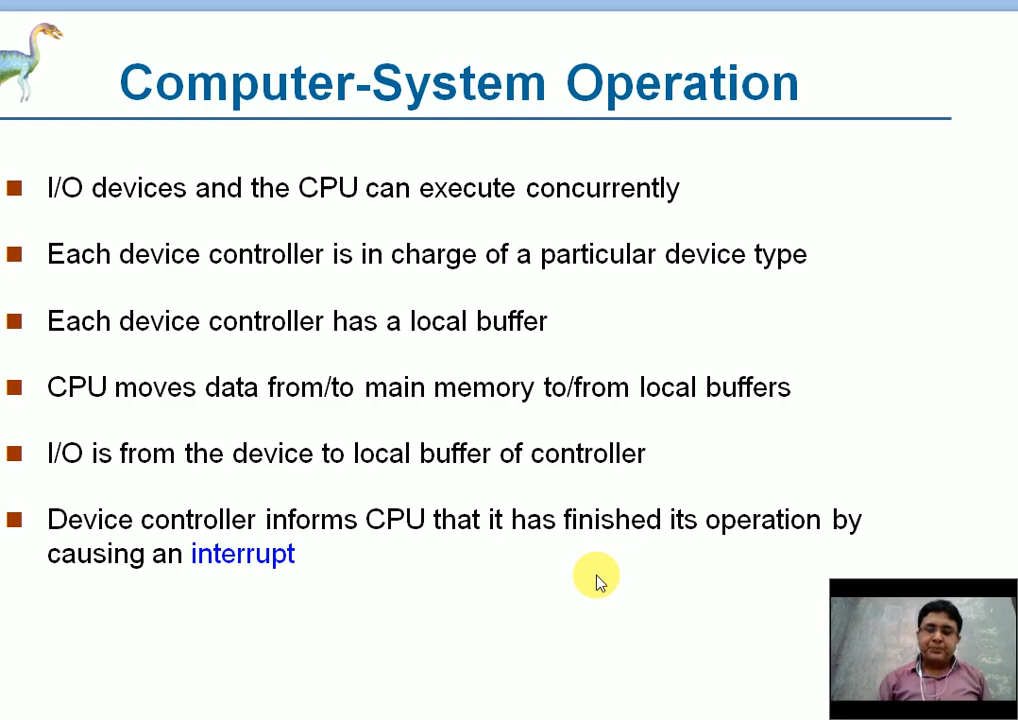 Computer-System Operation
I/O devices and the CPU can execute concurrently
Each device controller is in charge of a particular device type
Each device controller has a local buffer
CPU moves data from/to main memory to/from local buffers
I/O is from the device to local buffer of controller
Device controller informs CPU that it has finished its operation by
causing an interrupt